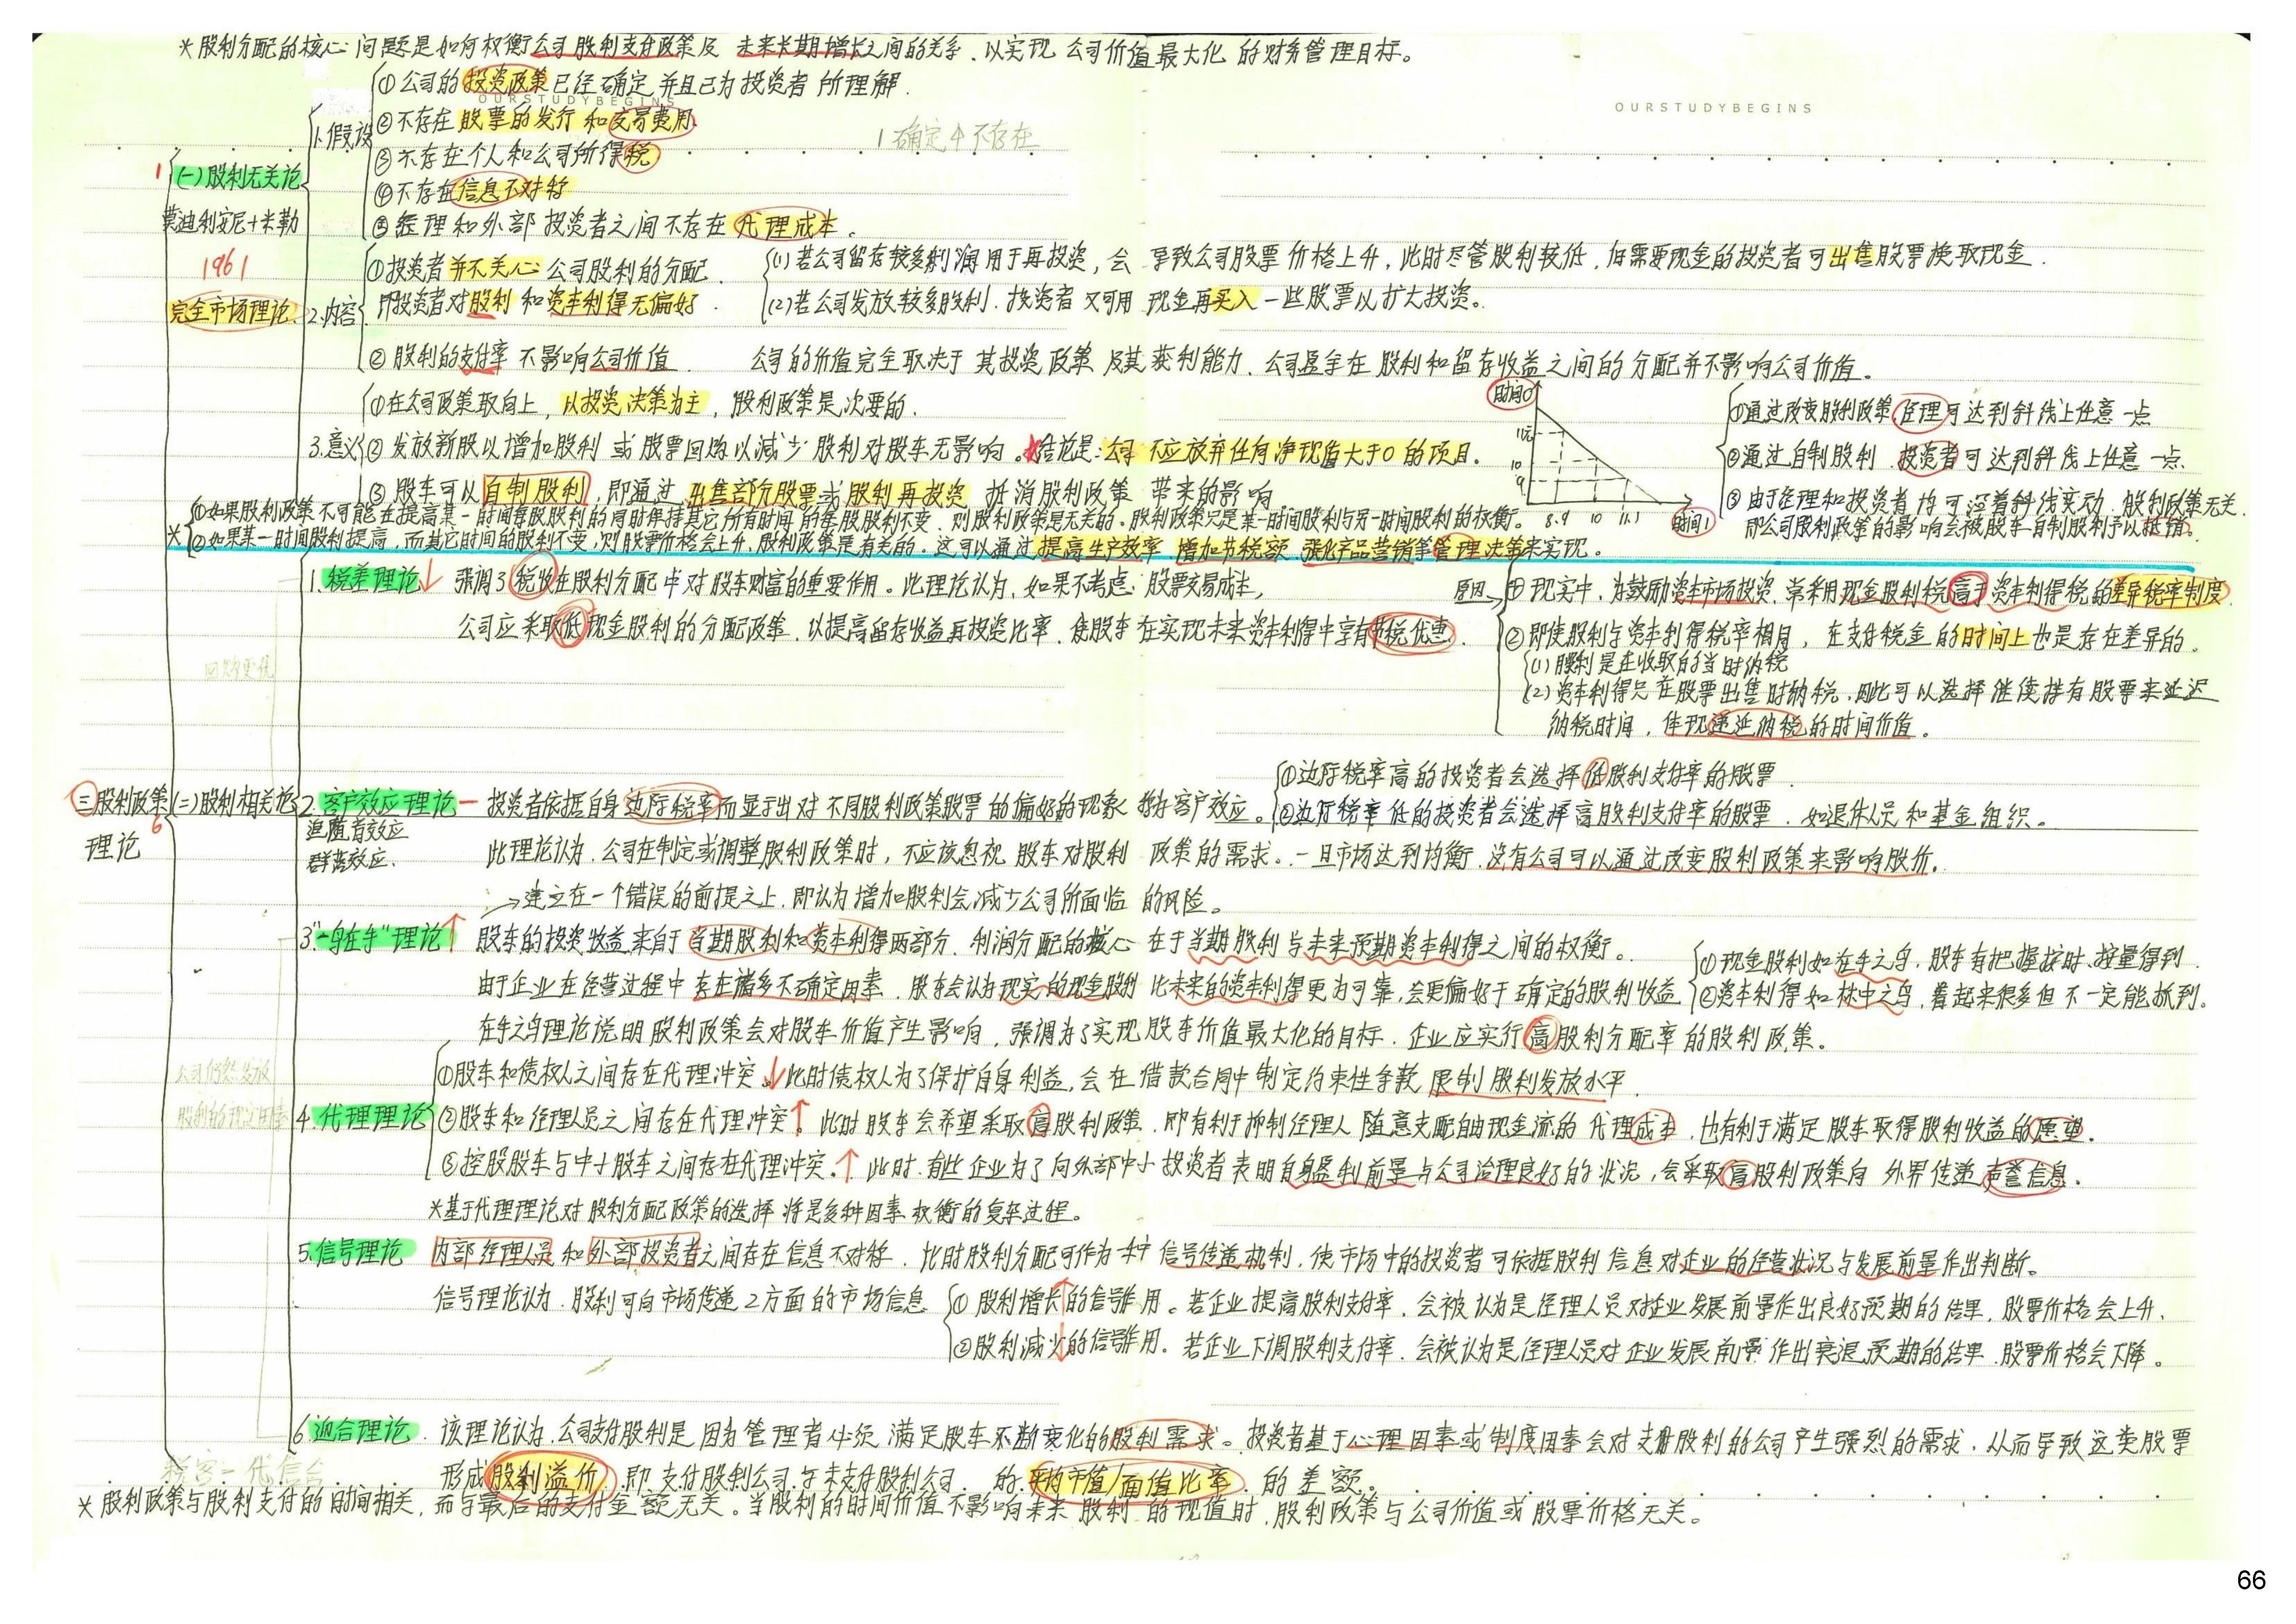 *股利分配的核心问题是如何权衡公司股利支付政策及未来长期增长之间的关系，以实现公司价值最大化的财务管理目标。
OURSTUDYBEGINS
OURSTUDYBEGINS
三股利政策理论
6
1
(一)股利无关论
莫迪利安尼+米勒
1961
完全市场理论
1.假设
①公司的投资政策已经确定并且已为投资者所理解.
②不存在股票的发行和交易费用
③不存在个人和公司所得税
④不存在信息不对称
⑤经理和外部投资者之间不存在代理成本。
1确定4不存在
2.内容
①投资者并不关心公司股利的分配.
即投资者对股利和资本利得无偏好.
(1)若公司留存较多利润用于再投资，会导致公司股票价格上升，此时尽管股利较低，但需要现金的投资者可出售股票换取现金.
(2)若公司发放较多股利.投资者又可用现金再买入一些股票以扩大投资。
②股利的支付率不影响公司价值.
公司的价值完全取决于其投资政策及其获利能力.公司盈余在股利和留存收益之间的分配并不影响公司价值。
3.意义
①在公司政策取向上，以投资决策为主，股利政策是次要的.
②发放新股以增加股利或股票回购以减少股利对股东无影响。*结论是:公司不应放弃任何净现值大于0的项目.
③股东可以自制股利，即通过出售部分股票或股利再投资抵消股利政策带来的影响
时间0
11
10
9
8.9 10 11.1 时间1
①通过改变股利政策,经理可达到斜线上任意一点
②通过自制股利.投资者可达到斜线上任意一点.
③由于经理和投资者均可沿着斜线变动.股利政策无关.
即公司股利政策的影响会被股东自制股利予以抵销。
*①如果股利政策不可能在提高某一时间每股股利的同时保持其它所有时间的每股股利不变.则股利政策是无关的。股利政策只是某一时间股利与另一时间股利的权衡。
②如果某一时间股利提高，而其它时间的股利不变,则股票价格会上升.股利政策是有关的。这可以通过提高生产效率.增加节税额.强化产品营销等管理决策来实现。
(二)股利相关论
1.税差理论↓
强调了税收在股利分配中对股东财富的重要作用。此理论认为，如果不考虑股票交易成本，
公司应采取低现金股利的分配政策.以提高留存收益再投资比率.使股东在实现未来资本利得中享有节税优惠.
原因→
①现实中.为鼓励资本市场投资.常采用现金股利税高于资本利得税的差异税率制度.
②即使股利与资本利得税率相同，在支付税金的时间上也是存在差异的。
(1)股利是在收取的当时纳税
(2)资本利得只在股票出售时纳税.因此可以选择继续持有股票来延迟
纳税时间，体现递延纳税的时间价值。
2.客户效应理论—
追随者效应
群落效应.
投资者依据自身边际税率而显示出对不同股利政策股票的偏好的现象称为客户效应。
①边际税率高的投资者会选择低股利支付率的股票
②边际税率低的投资者会选择高股利支付率的股票.如退休人员和基金组织。
此理论认为.公司在制定或调整股利政策时，不应该忽视股东对股利政策的需求。一旦市场达到均衡.没有公司可以通过改变股利政策来影响股价.
→建立在一个错误的前提之上.即认为增加股利会减少公司所面临的风险。
3."一鸟在手"理论↑
股东的投资收益来自于当期股利和资本利得两部分.利润分配的核心在于当期股利与未来预期资本利得之间的权衡。
由于企业在经营过程中存在诸多不确定因素.股东会认为现实的现金股利比未来的资本利得更为可靠,会更偏好于确定的股利收益
①现金股利如在手之鸟.股东有把握按时.按量得到.
②资本利得如林中之鸟.看起来很多但不一定能抓到。
在手之鸟理论说明股利政策会对股东价值产生影响，强调为了实现股东价值最大化的目标.企业应实行高股利分配率的股利政策。
公司仍然发放
4.代理理论
①股东和债权人之间存在代理冲突↓.此时债权人为了保护自身利益,会在借款合同中制定约束性条款限制股利发放水平.
②股东和经理人员之间存在代理冲突↑.此时股东会希望采取高股利政策.即有利于抑制经理人随意支配自由现金流的代理成本.也有利于满足股东取得股利收益的愿望.
③控股股东与中小股东之间存在代理冲突.↑此时.有些企业为了向外部中小投资者表明自身盈利前景与公司治理良好的状况，会采取高股利政策向外界传递声誉信息.
*基于代理理论对股利分配政策的选择将是多种因素权衡的复杂过程。
5.信号理论
内部经理人员和外部投资者之间存在信息不对称.此时股利分配可作为一种信号传递机制.使市场中的投资者可依据股利信息对企业的经营状况与发展前景作出判断。
信号理论认为.股利可向市场传递2方面的市场信息
①股利增长的信号作用。若企业提高股利支付率.会被认为是经理人员对企业发展前景作出良好预期的结果.股票价格会上升.
②股利减少的信号作用。若企业下调股利支付率.会被认为是经理人员对企业发展前景作出衰退预期的结果.股票价格会下降。
6.迎合理论.
该理论认为.公司支付股利是因为管理者必须满足股东不断变化的股利需求。投资者基于心理因素或制度因素会对支付股利的公司产生强烈的需求.从而导致这类股票
形成股利溢价.即支付股利公司与未支付股利公司的平均市值/面值比率的差额。
税客一代信合
*股利政策与股利支付的时间相关，而与最后的支付金额无关。当股利的时间价值不影响未来股利的现值时.股利政策与公司价值或股票价格无关。
66